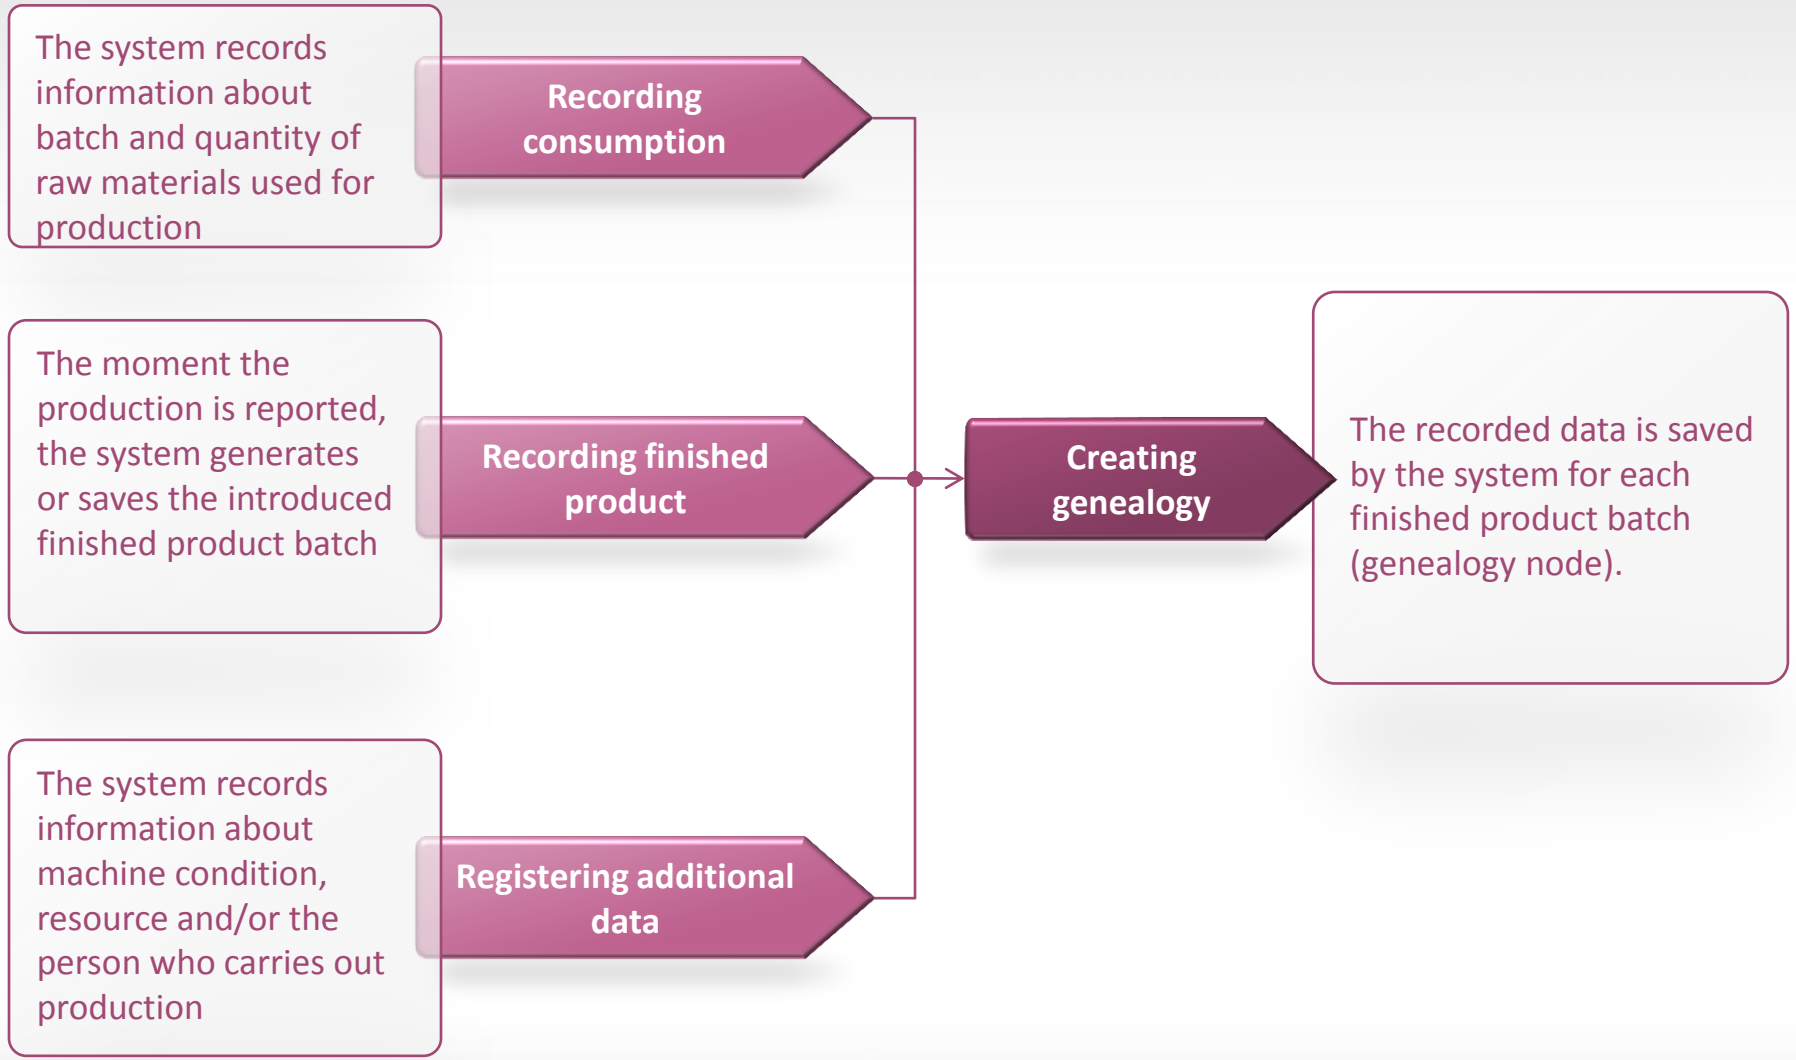 The system records
information about
batch and quantity of
raw materials used for
production
Recording
consumption
The moment the
production is reported,
the system generates
or saves the introduced
finished product batch
Recording finished
product
Creating
genealogy
The recorded data is saved
by the system for each
finished product batch
(genealogy node).
The system records
information about
machine condition,
resource and/or the
person who carries out
production
Registering additional
data